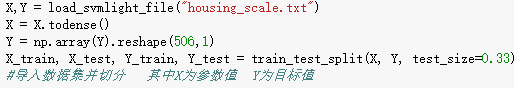 X,Y = load_svmlight_file("housing_scale.txt")
X = X.todense()
Y = np.array(Y).reshape(506,1)
X_train, X_test, Y_train, Y_test = train_test_split(X, Y, test_size=0.33)
#导入数据集并切分   其中X为参数值  Y为目标值